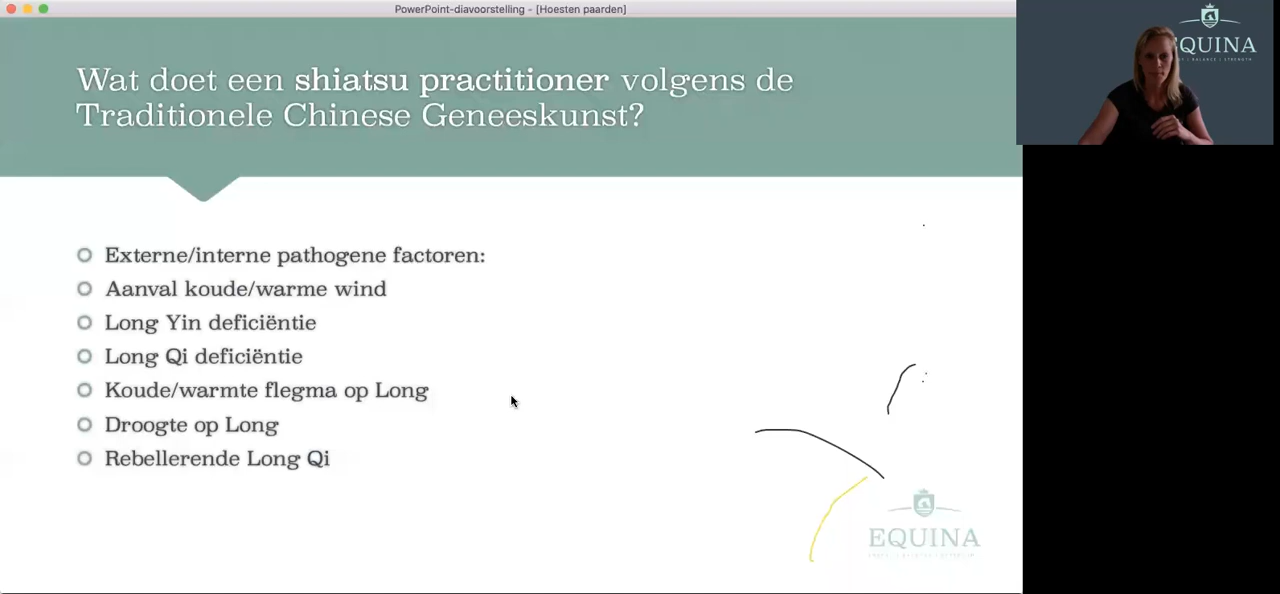 PowerPoint-diavoorstelling - [Hoesten paarden]
EQUINA
BALANCE | STRENGTH
Wat doet een shiatsu practitioner volgens de
Traditionele Chinese Geneeskunst?
Externe/interne pathogene factoren:
Aanval koude/warme wind
Long Yin deficiëntie
Long Qi deficiëntie
Koude/warmte flegma op Long
Droogte op Long
Rebellerende Long Qi
EQUINA